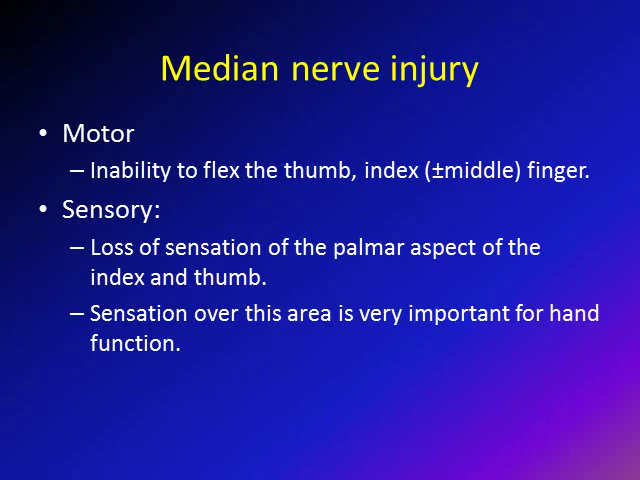 Median nerve injury
• Motor
– Inability to flex the thumb, index (±middle) finger.
• Sensory:
– Loss of sensation of the palmar aspect of the
index and thumb.
– Sensation over this area is very important for hand
function.